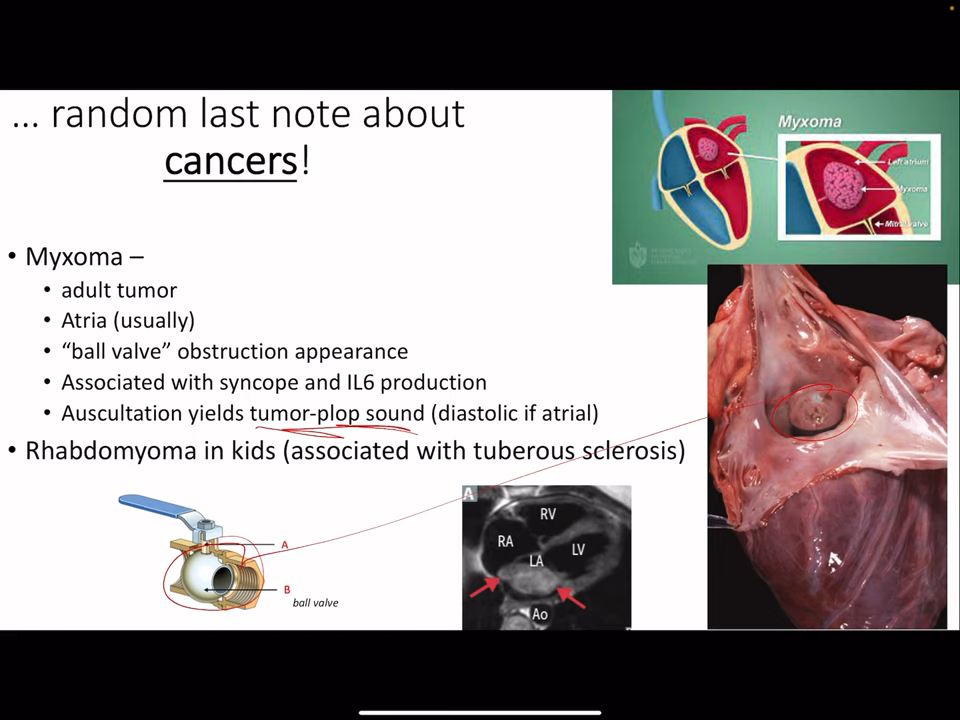 ... random last note about
cancers!
• Myxoma –
• adult tumor
• Atria (usually)
• “ball valve” obstruction appearance
• Associated with syncope and IL6 production
• Auscultation yields tumor-plop sound (diastolic if atrial)
• Rhabdomyoma in kids (associated with tuberous sclerosis)
Myxoma
Left atrium
Myxoma
Mitral valve
A
B
ball valve
A
RV
RA
LV
LA
Ao